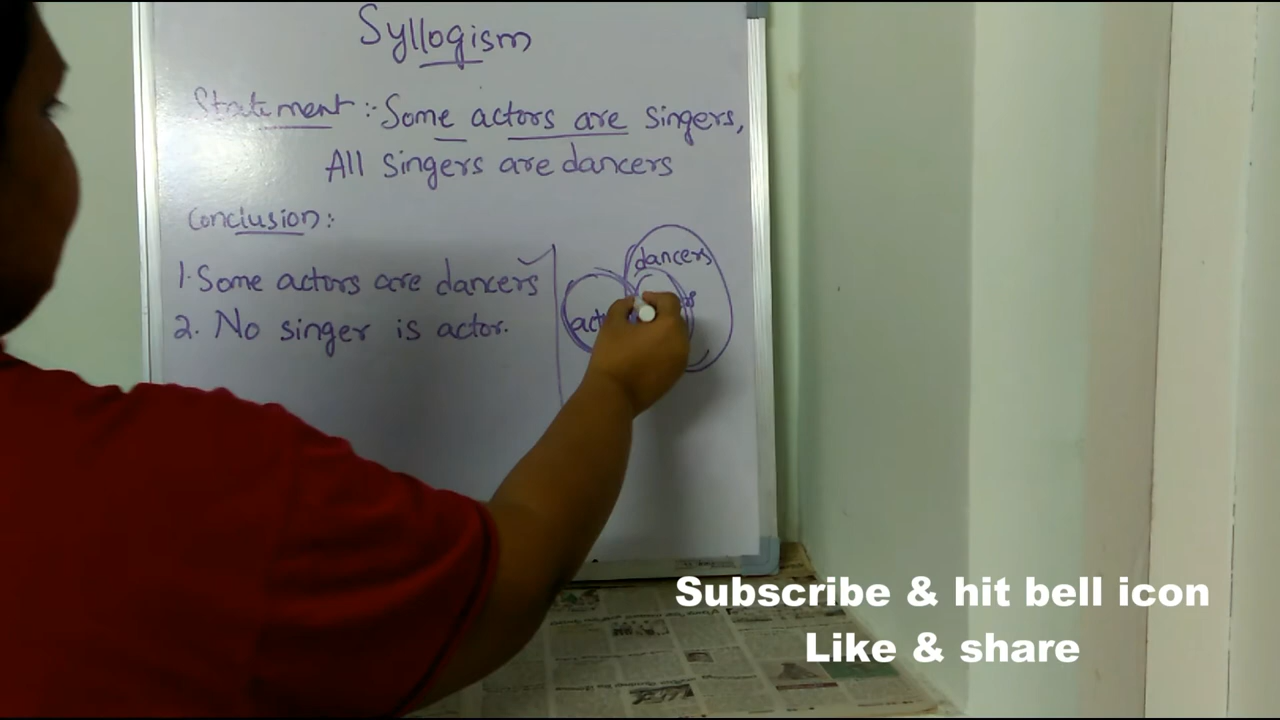 Syllogism
Statement :- Some actors are singers,
All singers are dancers
Conclusion :-
1. Some actors are dancers
2. No singer is actor.
dancers
Subscribe & hit bell icon
Like & share